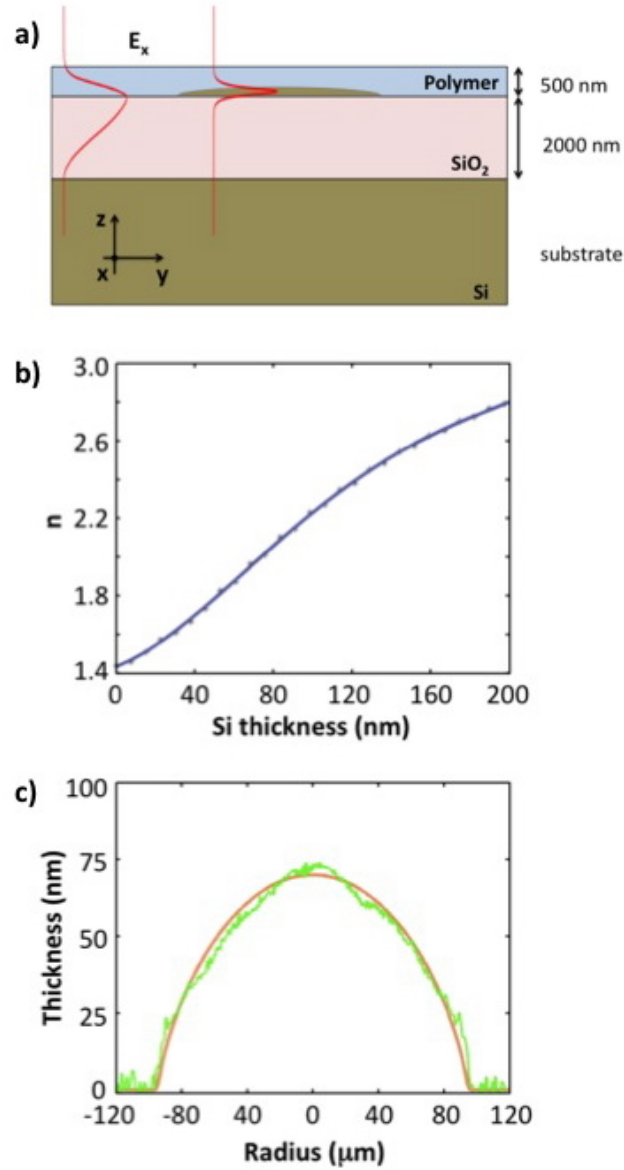 a)
Eₓ
Polymer
500 nm
2000 nm
SiO₂
z
x
y
substrate
Si
b)
3.0
2.6
2.2
1.8
1.4
n
0 40 80 120 160 200
Si thickness (nm)
c)
100
75
50
25
0
Thickness (nm)
-120 -80 -40 0 40 80 120
Radius (μm)